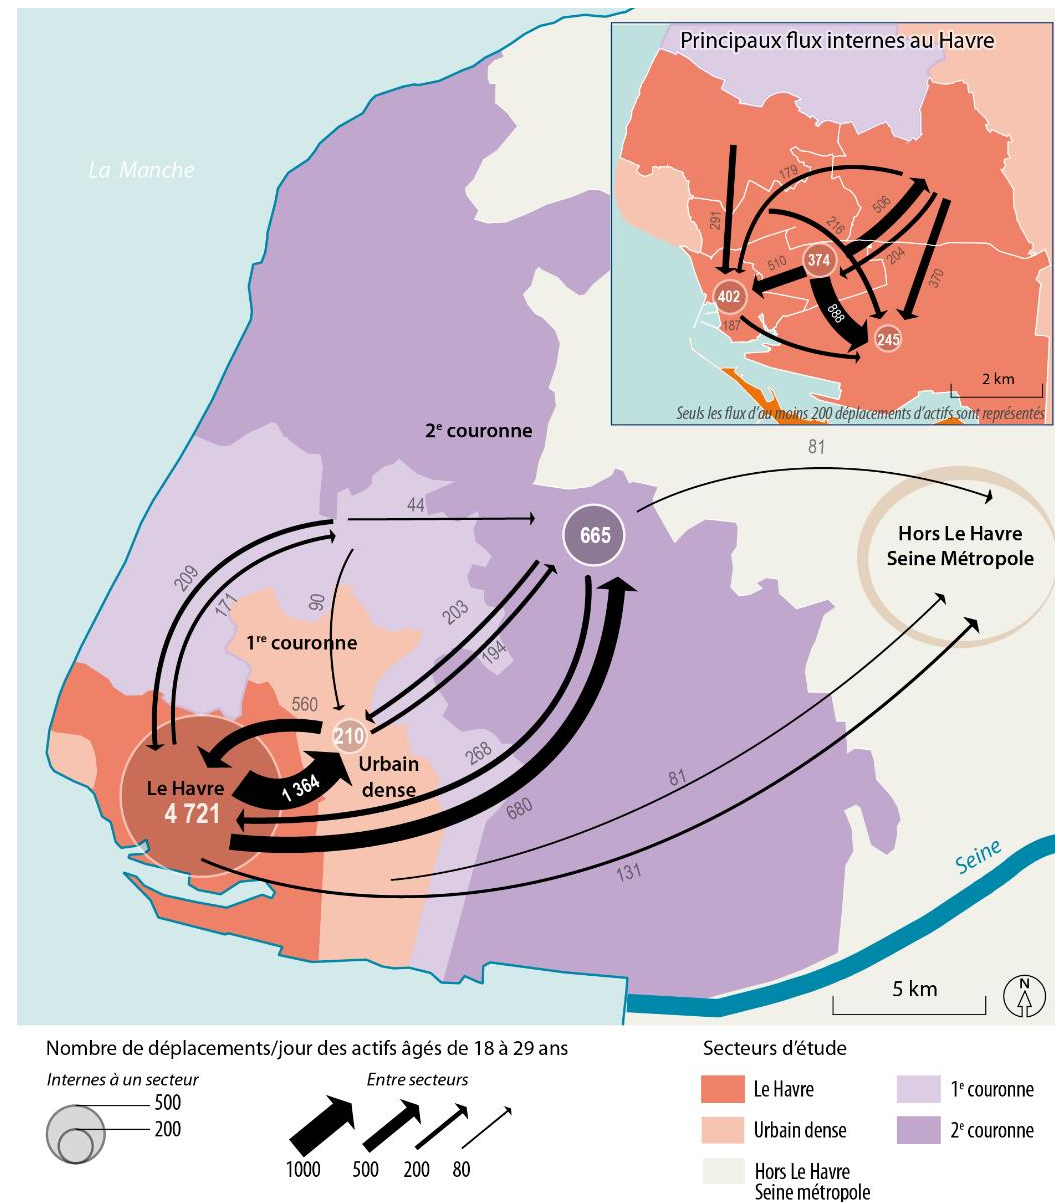 Principaux flux internes au Havre
La Manche
179
506
291
216
204
510
374
370
402
888
187
245
2 km
Seuls les flux d'au moins 200 déplacements d'actifs sont représentés
2e couronne
81
44
665
Hors Le Havre
Seine Métropole
209
171
90
203
1re couronne
194
560
210
268
Urbain
dense
Le Havre
4 721
1 364
81
680
131
Seine
5 km
N
Nombre de déplacements/jour des actifs âgés de 18 à 29 ans
Internes à un secteur
500
200
Entre secteurs
1000
500
200
80
Secteurs d'étude
Le Havre
1e couronne
Urbain dense
2e couronne
Hors Le Havre
Seine métropole